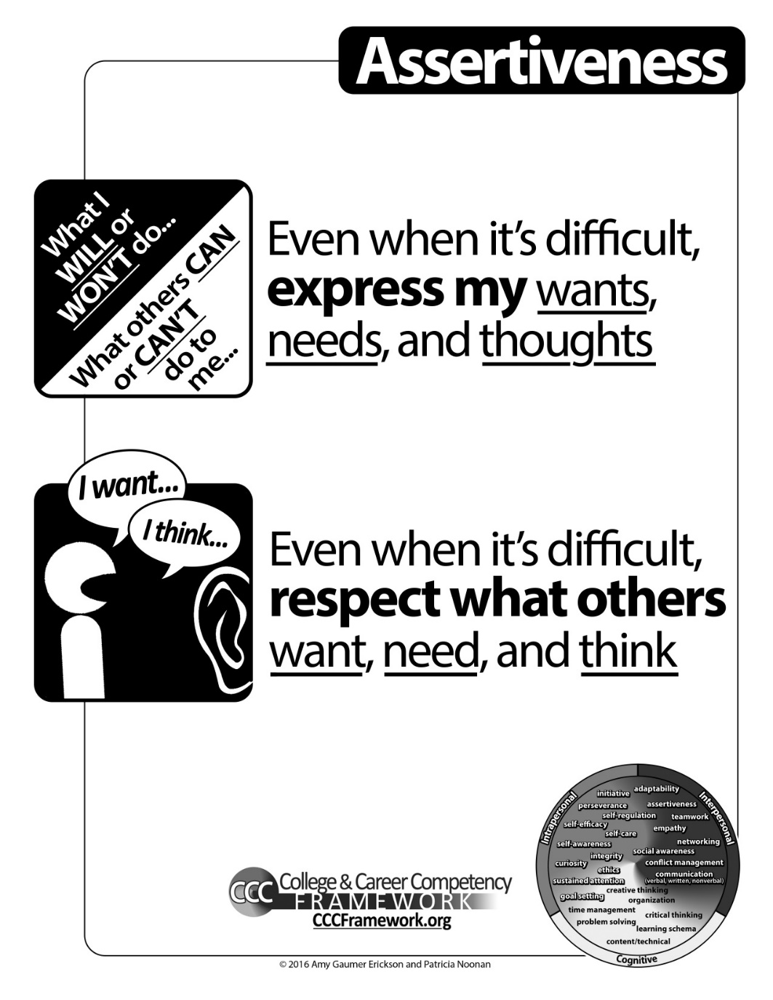 Assertiveness
What I
WILL or
WON'T do...
What others CAN
or CAN'T
do to
me...
Even when it's difficult,
express my wants,
needs, and thoughts
I want...
I think...
Even when it's difficult,
respect what others
want, need, and think
CCC College & Career Competency
FRAMEWORK
CCCFramework.org
Intrapersonal
Interpersonal
Cognitive
initiative
adaptability
perseverance
assertiveness
self-regulation
teamwork
self-efficacy
empathy
self-care
self-awareness
networking
integrity
social awareness
curiosity
conflict management
ethics
communication
(verbal, written, nonverbal)
sustained attention
creative thinking
goal setting
organization
time management
critical thinking
problem solving
learning schema
content/technical
© 2016 Amy Gaumer Erickson and Patricia Noonan